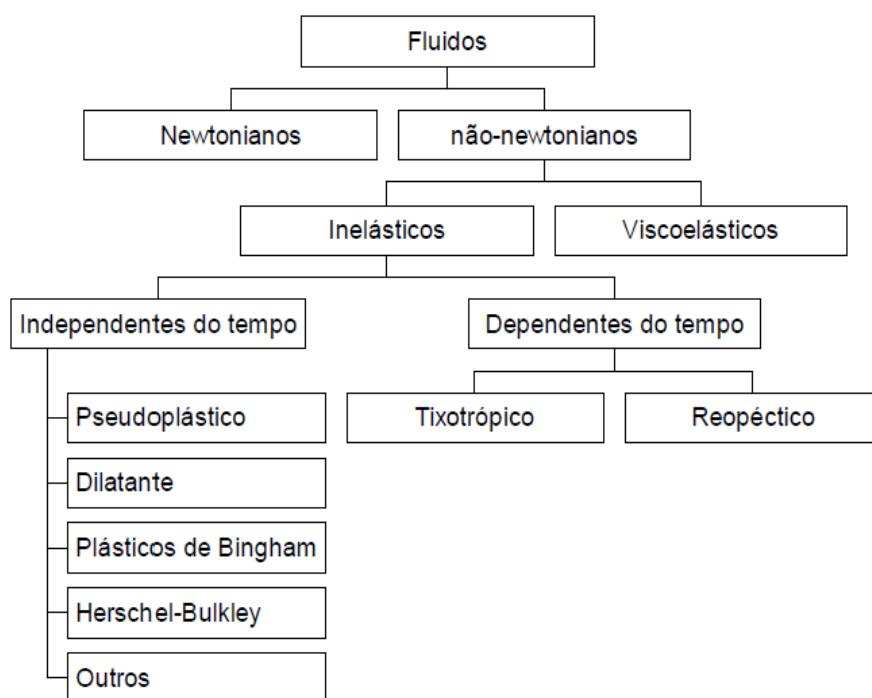 Fluidos
Newtonianos
não-newtonianos
Inelásticos
Viscoelásticos
Independentes do tempo
Dependentes do tempo
Pseudoplástico
Tixotrópico
Reopéctico
Dilatante
Plásticos de Bingham
Herschel-Bulkley
Outros